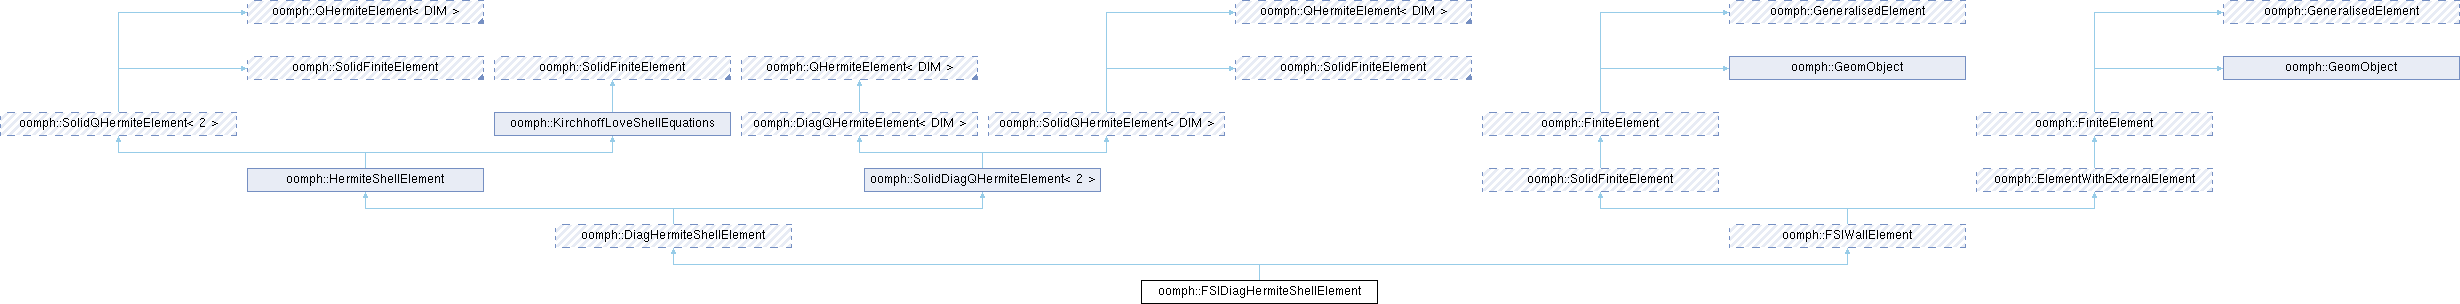 oomph::QHermiteElement< DIM >
oomph::QHermiteElement< DIM >
oomph::GeneralisedElement
oomph::GeneralisedElement
oomph::SolidFiniteElement
oomph::SolidFiniteElement
oomph::QHermiteElement< DIM >
oomph::SolidFiniteElement
oomph::GeomObject
oomph::GeomObject
oomph::SolidQHermiteElement< 2 >
oomph::KirchhoffLoveShellEquations
oomph::DiagQHermiteElement< DIM >
oomph::SolidQHermiteElement< DIM >
oomph::FiniteElement
oomph::FiniteElement
oomph::HermiteShellElement
oomph::SolidDiagQHermiteElement< 2 >
oomph::SolidFiniteElement
oomph::ElementWithExternalElement
oomph::DiagHermiteShellElement
oomph::FSIWallElement
oomph::FSIDiagHermiteShellElement